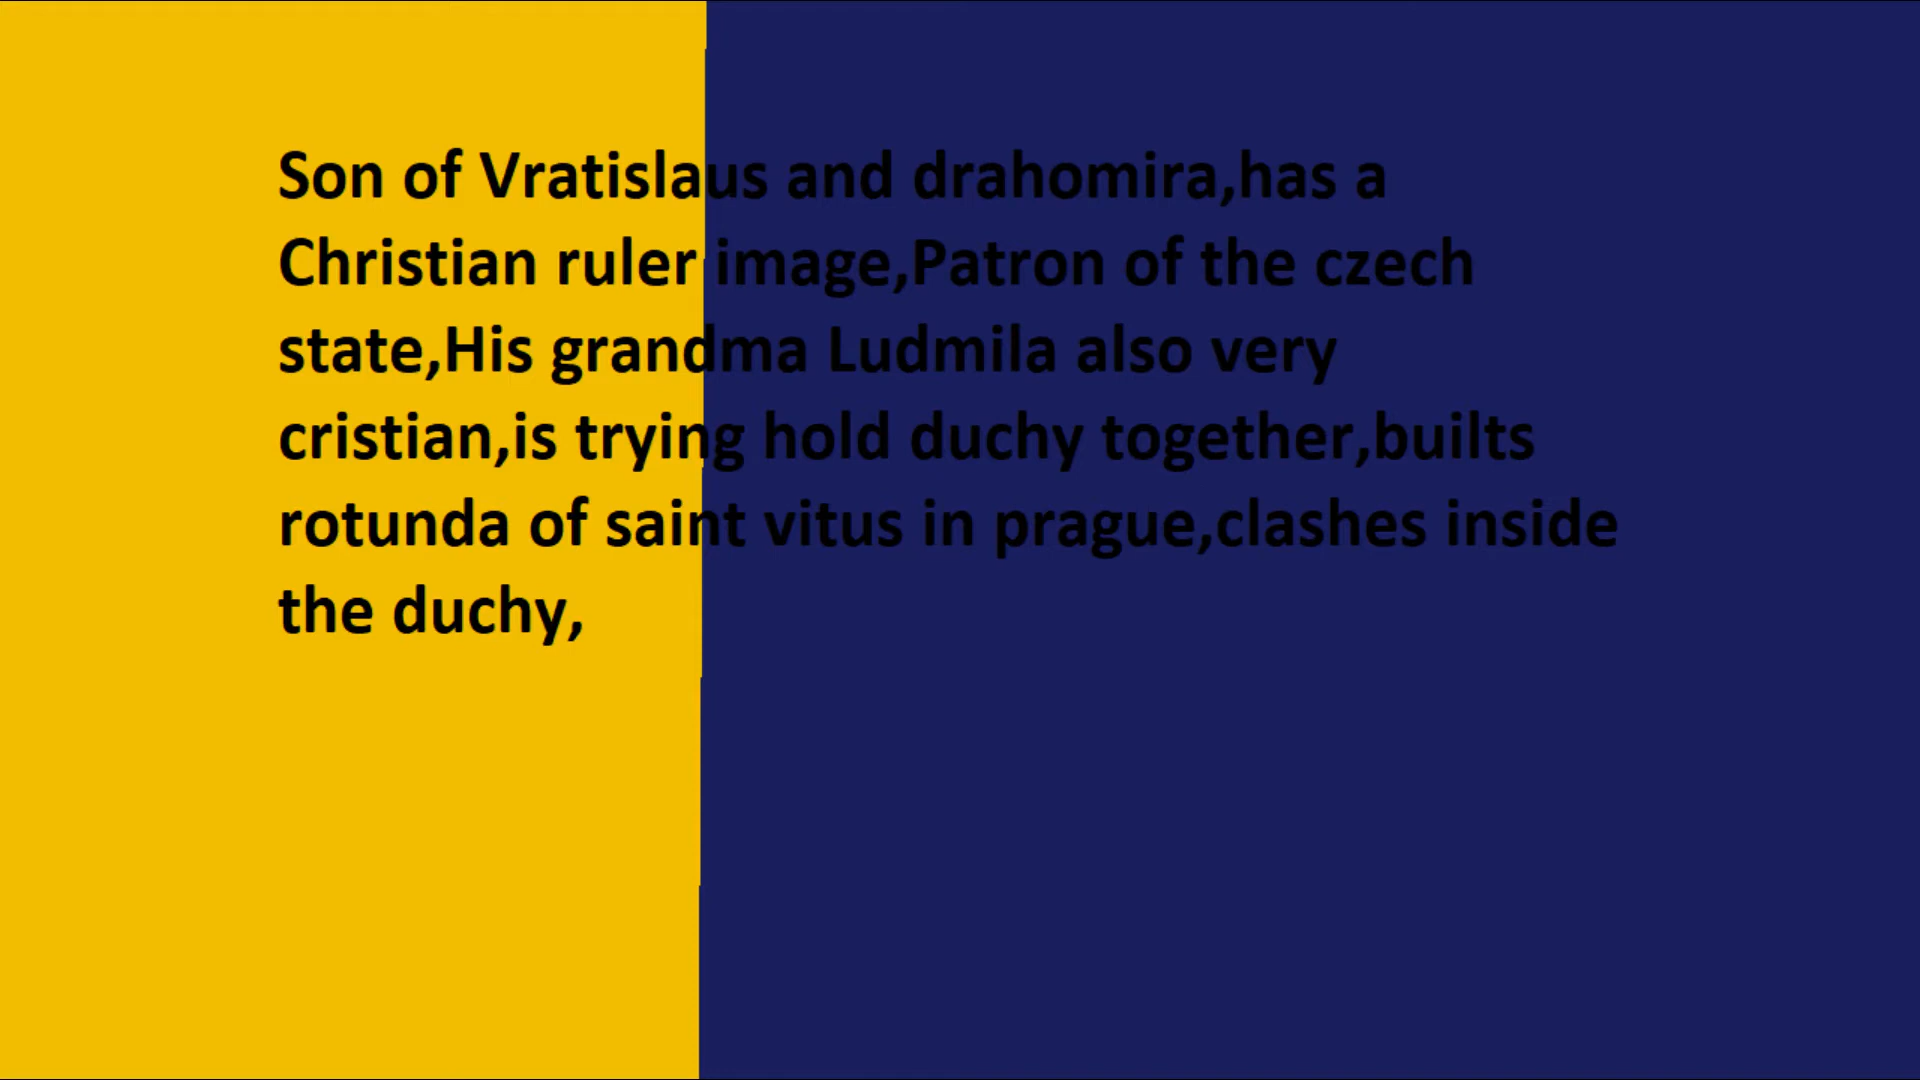 Son of Vratislaus and drahomira,has a
Christian ruler image,Patron of the czech
state,His grandma Ludmila also very
cristian,is trying hold duchy together,builts
rotunda of saint vitus in prague,clashes inside
the duchy,